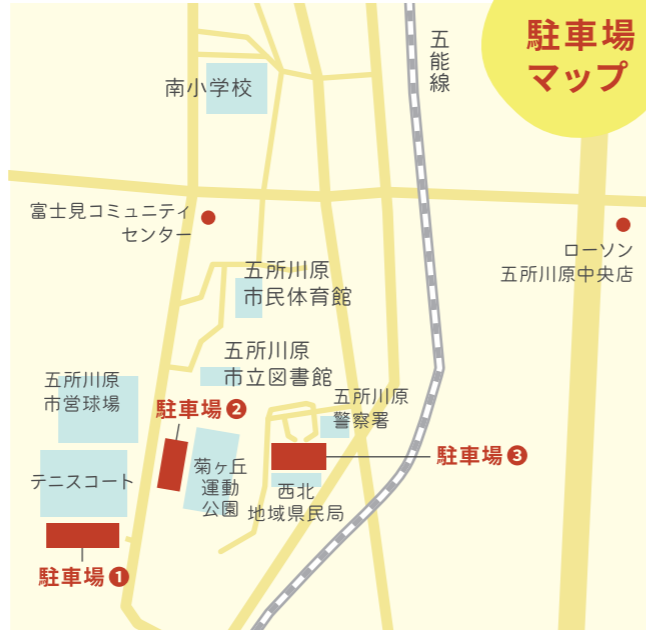 駐車場
マップ
五能線
南小学校
富士見コミュニティ
センター
ローソン
五所川原中央店
五所川原
市民体育館
五所川原
市立図書館
五所川原
市営球場
駐車場❷
五所川原
警察署
駐車場❸
テニスコート
菊ヶ丘
運動
公園
西北
地域県民局
駐車場❶